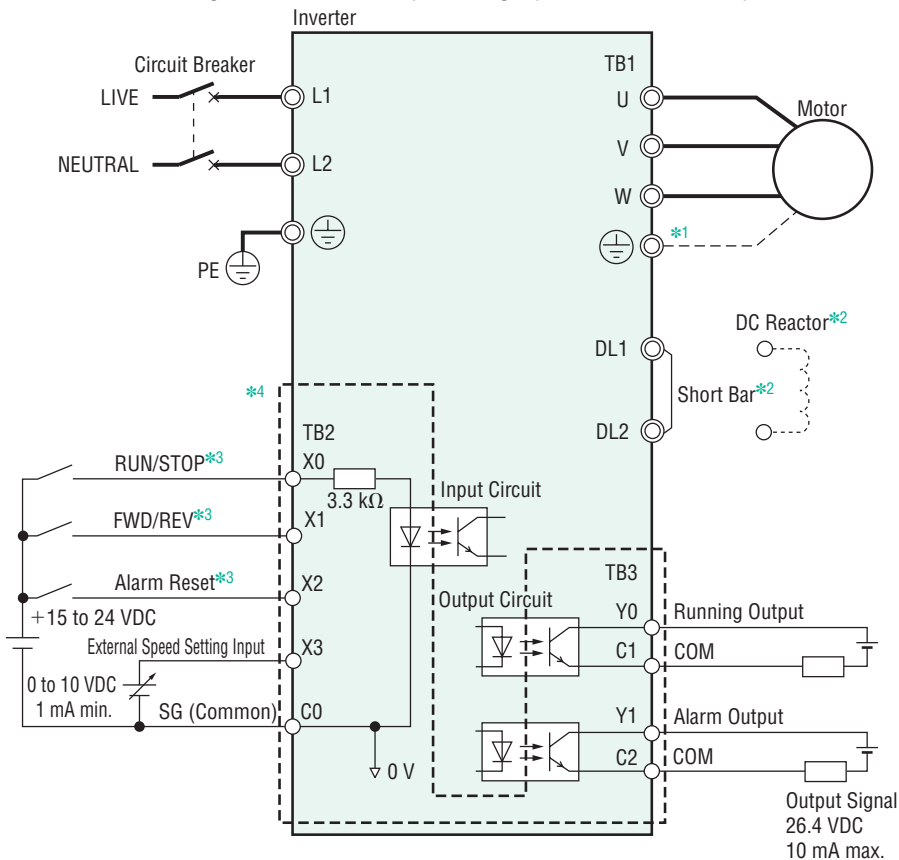 Inverter
Circuit Breaker
TB1
LIVE
L1
U
Motor
V
NEUTRAL
L2
W
*1
PE
DC Reactor*2
DL1
*4
Short Bar*2
TB2
DL2
RUN/STOP*3
X0
3.3 kΩ
Input Circuit
FWD/REV*3
X1
TB3
Alarm Reset*3
X2
Output Circuit
Y0
Running Output
+15 to 24 VDC
External Speed Setting Input
X3
C1
COM
0 to 10 VDC
1 mA min.
SG (Common)
C0
Y1
Alarm Output
0 V
C2
COM
Output Signal
26.4 VDC
10 mA max.